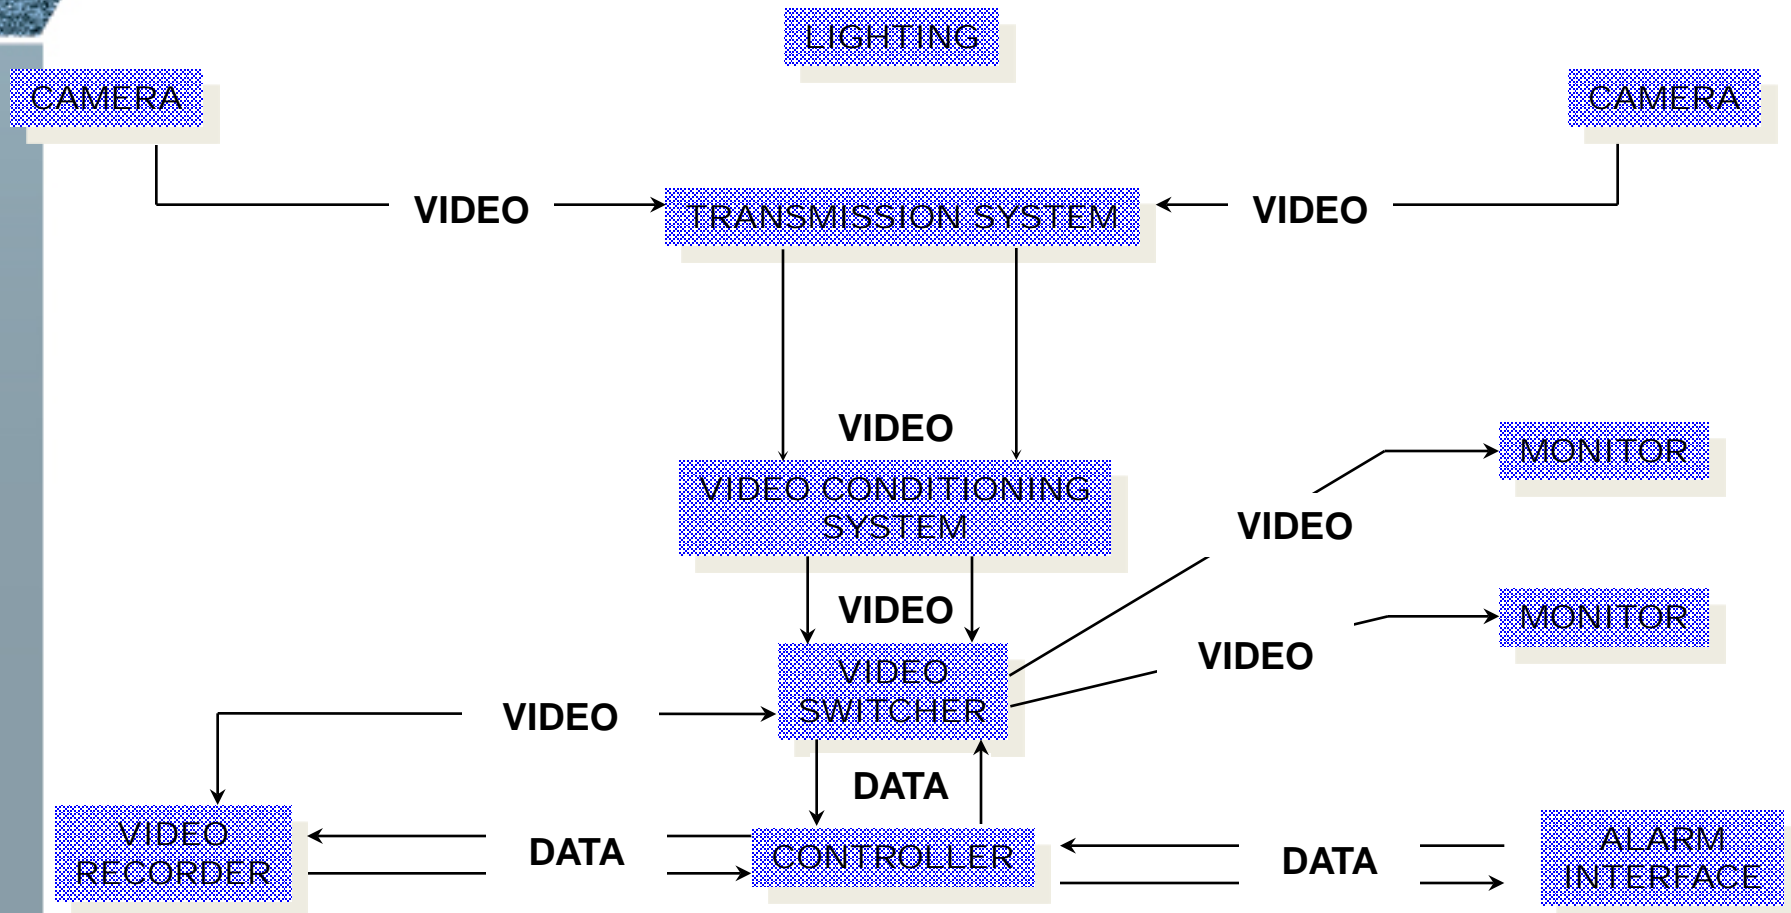 LIGHTING
CAMERA
CAMERA
VIDEO
TRANSMISSION SYSTEM
VIDEO
VIDEO
VIDEO CONDITIONING
SYSTEM
MONITOR
VIDEO
VIDEO
MONITOR
VIDEO
VIDEO
SWITCHER
VIDEO
DATA
VIDEO
RECORDER
DATA
CONTROLLER
DATA
ALARM
INTERFACE